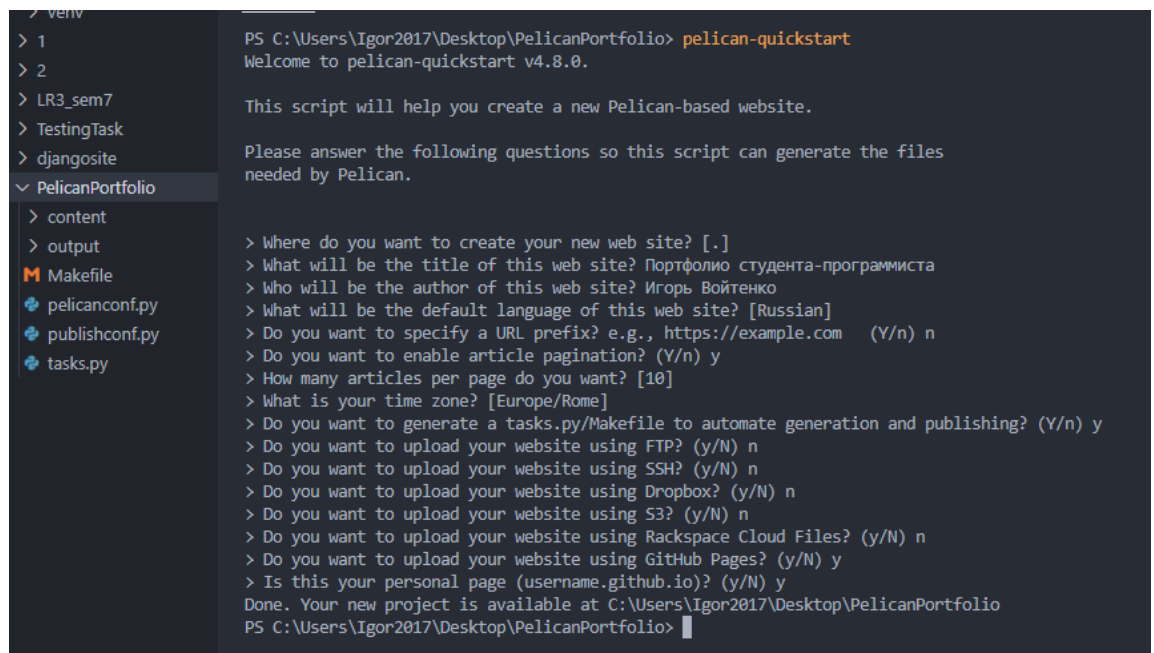 venv
1
2
LR3_sem7
TestingTask
djangosite
PelicanPortfolio
content
output
M Makefile
pelicanconf.py
publishconf.py
tasks.py
PS C:\Users\Igor2017\Desktop\PelicanPortfolio> pelican-quickstart
Welcome to pelican-quickstart v4.8.0.
This script will help you create a new Pelican-based website.
Please answer the following questions so this script can generate the files
needed by Pelican.
> Where do you want to create your new web site? [.]
> What will be the title of this web site? Портфолио студента-программиста
> Who will be the author of this web site? Игорь Войтенко
> What will be the default language of this web site? [Russian]
> Do you want to specify a URL prefix? e.g., https://example.com   (Y/n) n
> Do you want to enable article pagination? (Y/n) y
> How many articles per page do you want? [10]
> What is your time zone? [Europe/Rome]
> Do you want to generate a tasks.py/Makefile to automate generation and publishing? (Y/n) y
> Do you want to upload your website using FTP? (y/N) n
> Do you want to upload your website using SSH? (y/N) n
> Do you want to upload your website using Dropbox? (y/N) n
> Do you want to upload your website using S3? (y/N) n
> Do you want to upload your website using Rackspace Cloud Files? (y/N) n
> Do you want to upload your website using GitHub Pages? (y/N) y
> Is this your personal page (username.github.io)? (y/N) y
Done. Your new project is available at C:\Users\Igor2017\Desktop\PelicanPortfolio
PS C:\Users\Igor2017\Desktop\PelicanPortfolio>